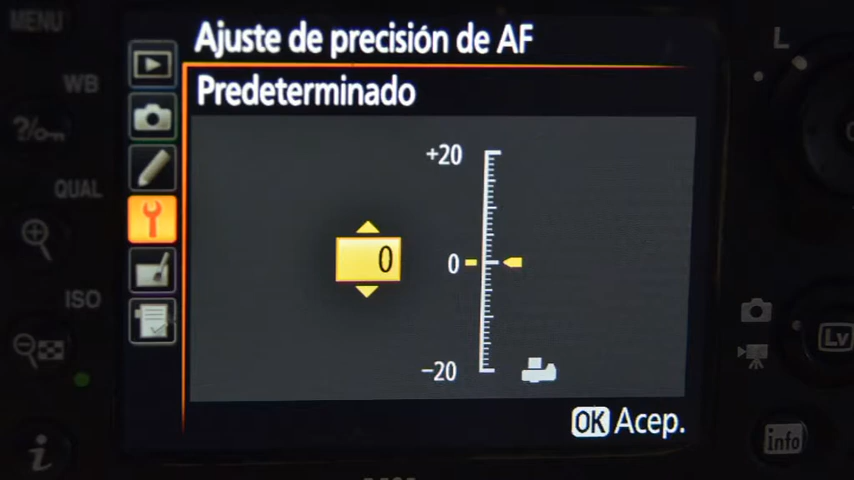 MENU
Ajuste de precisión de AF
L
WB
Predeterminado
+20
QUAL
0
0
ISO
Lv
−20
OK Acep.
info
i